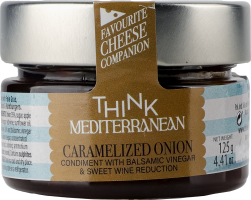 FAVOURITE
CHEESE
COMPANION
THINK
MEDITERRANEAN
CARAMELIZED ONION
CONDIMENT WITH BALSAMIC VINEGAR
& SWEET WINE REDUCTION
NET WEIGHT
125 g
4,41 oz